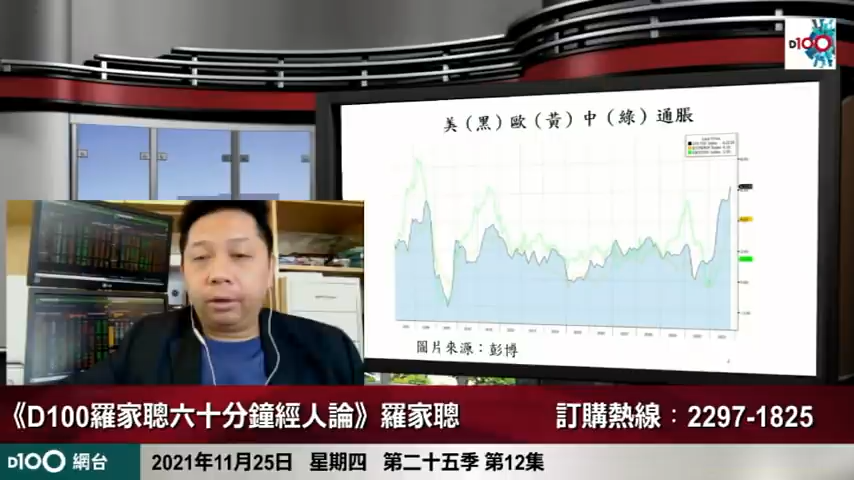 D100
美（黑）歐（黃）中（綠）通脹
圖片來源：彭博
《D100羅家聰六十分鐘經人論》羅家聰
訂購熱線：2297-1825
D100 網台
2021年11月25日 星期四 第二十五季 第12集